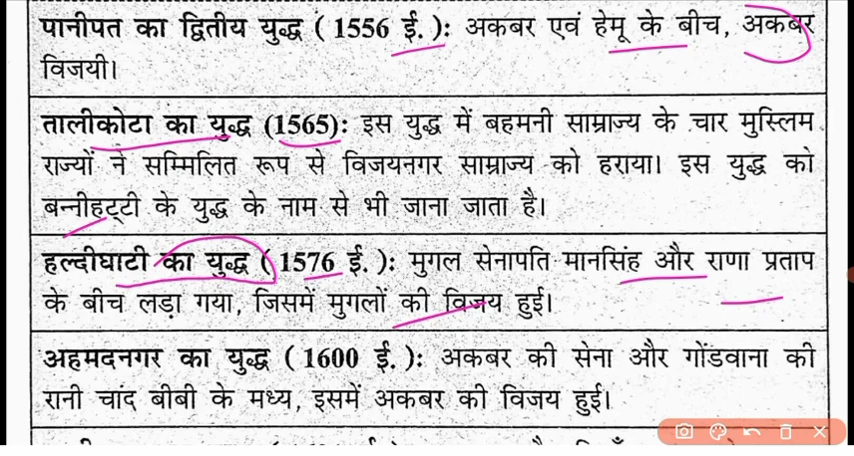 पानीपत का द्वितीय युद्ध ( 1556 ई. ): अकबर एवं हेमू के बीच, अकबर
विजयी।
तालीकोटा का युद्ध (1565): इस युद्ध में बहमनी साम्राज्य के चार मुस्लिम
राज्यों ने सम्मिलित रूप से विजयनगर साम्राज्य को हराया। इस युद्ध को
बन्नीहट्टी के युद्ध के नाम से भी जाना जाता है।
हल्दीघाटी का युद्ध ( 1576 ई. ): मुगल सेनापति मानसिंह और राणा प्रताप
के बीच लड़ा गया, जिसमें मुगलों की विजय हुई।
अहमदनगर का युद्ध ( 1600 ई. ): अकबर की सेना और गोंडवाना की
रानी चांद बीबी के मध्य, इसमें अकबर की विजय हुई।